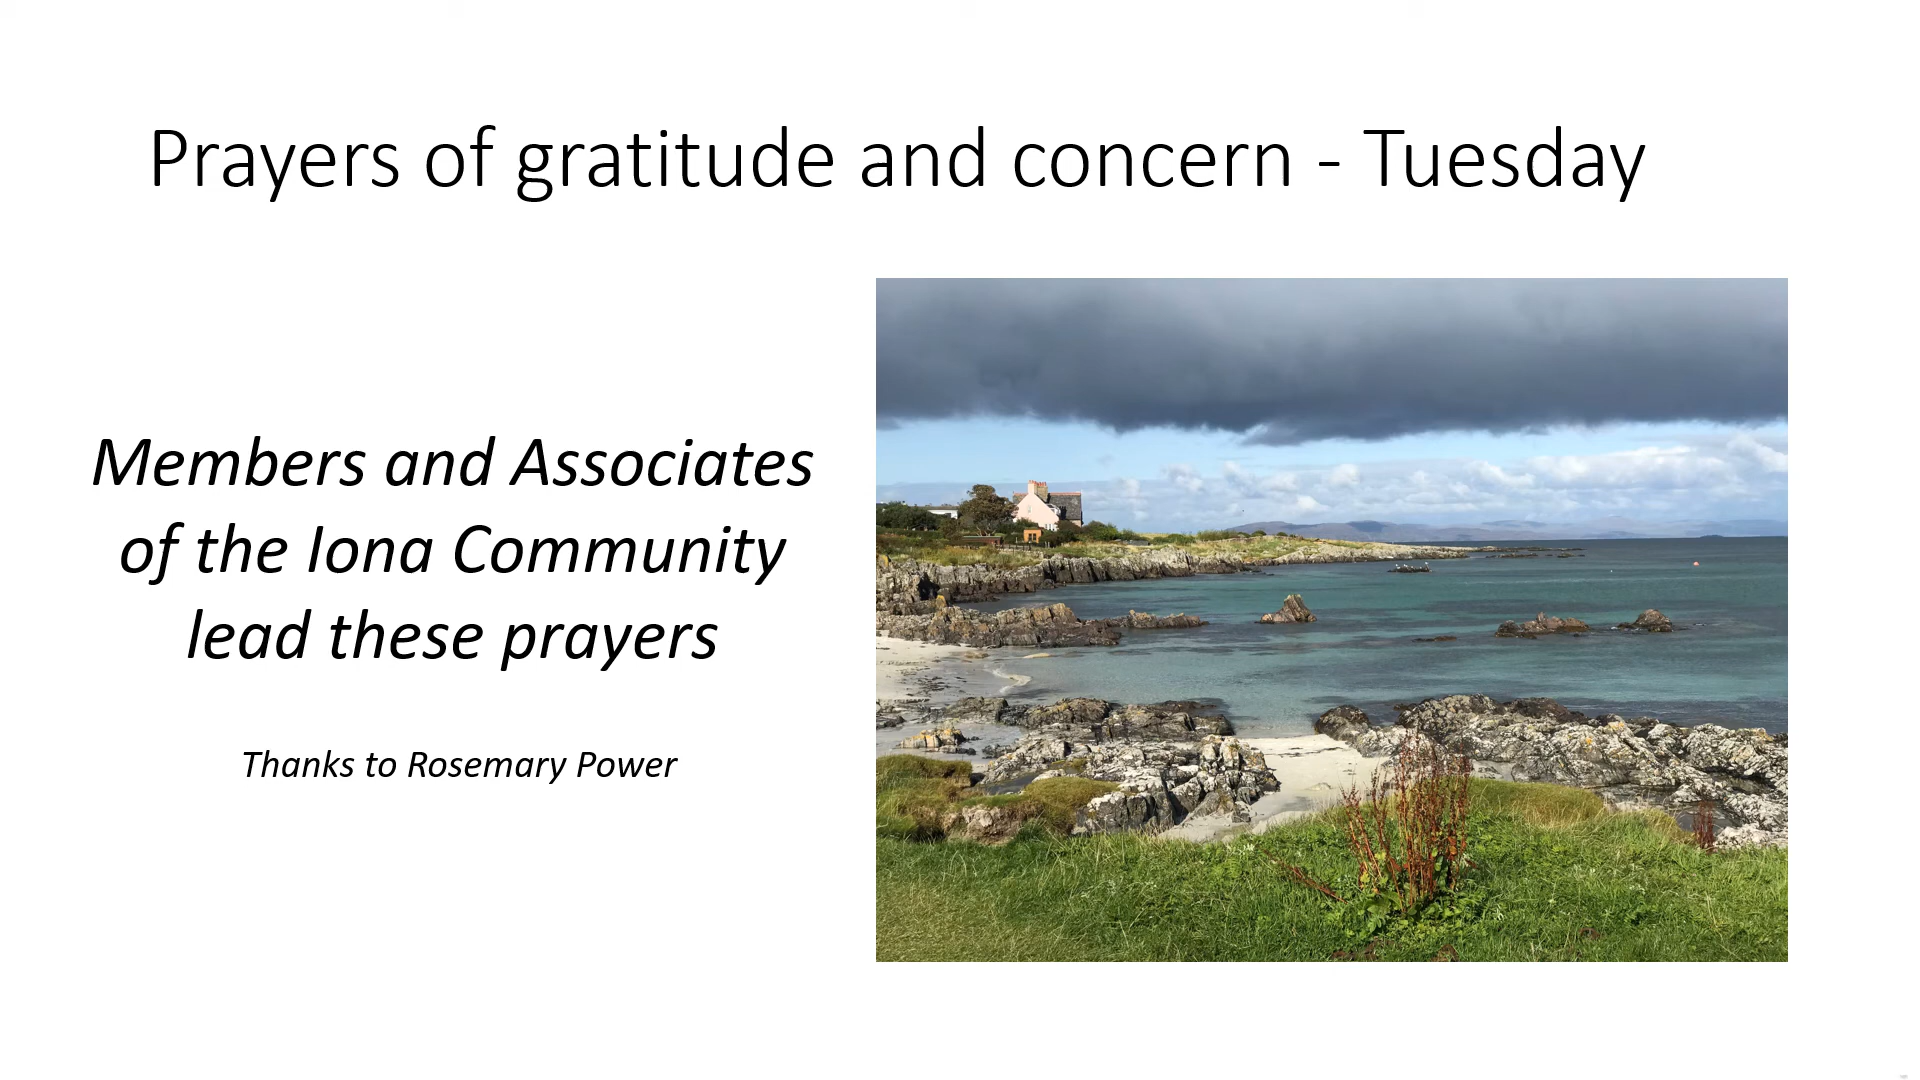 Prayers of gratitude and concern - Tuesday
Members and Associates
of the Iona Community
lead these prayers
Thanks to Rosemary Power